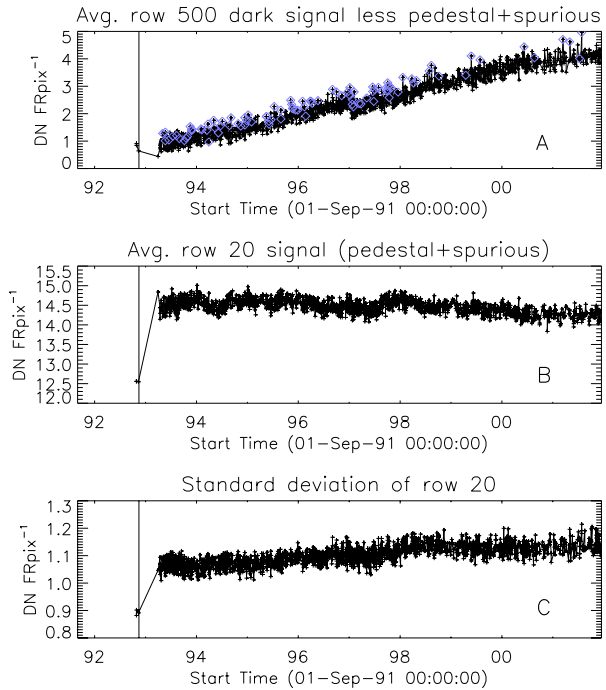 Avg. row 500 dark signal less pedestal+spurious
5
4
3
2
1
0
DN FRpix⁻¹
A
92 94 96 98 00
Start Time (01-Sep-91 00:00:00)
Avg. row 20 signal (pedestal+spurious)
15.5
15.0
14.5
14.0
13.5
13.0
12.5
12.0
DN FRpix⁻¹
B
92 94 96 98 00
Start Time (01-Sep-91 00:00:00)
Standard deviation of row 20
1.3
1.2
1.1
1.0
0.9
0.8
DN FRpix⁻¹
C
92 94 96 98 00
Start Time (01-Sep-91 00:00:00)